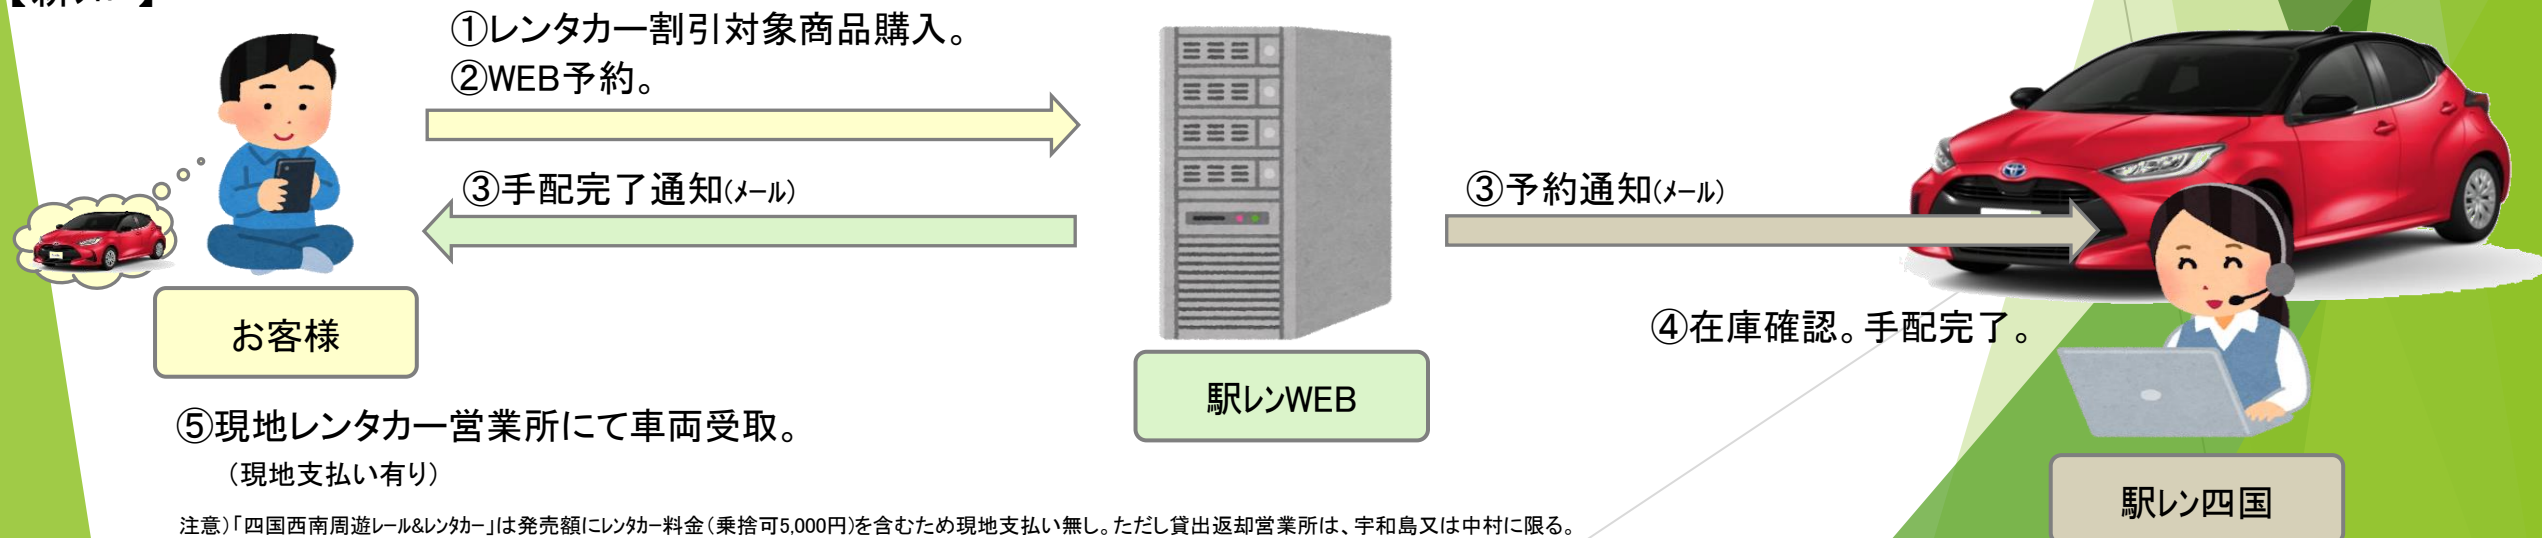 ①レンタカー割引対象商品購入。
②WEB予約。
③手配完了通知(メール)
③予約通知(メール)
④在庫確認。手配完了。
お客様
駅レンWEB
⑤現地レンタカー営業所にて車両受取。
(現地支払い有り)
駅レン四国
注意)「四国西南周遊レール&レンタカー」は発売額にレンタカー料金(乗捨可5,000円)を含むため現地支払い無し。ただし貸出返却営業所は、宇和島又は中村に限る。